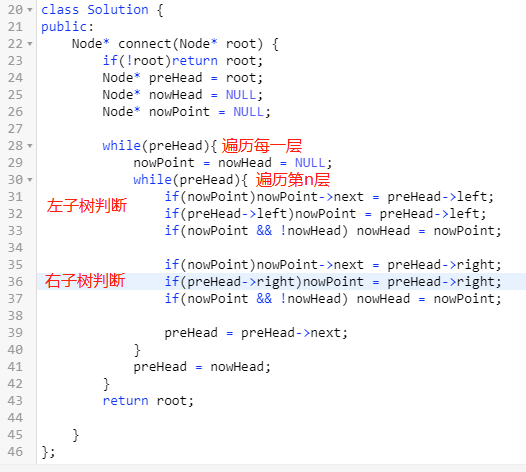 20 class Solution {
21 public:
22     Node* connect(Node* root) {
23         if(!root)return root;
24         Node* preHead = root;
25         Node* nowHead = NULL;
26         Node* nowPoint = NULL;
27
28         while(preHead){ 遍历每一层
29             nowPoint = nowHead = NULL;
30             while(preHead){ 遍历第n层
31                 if(nowPoint)nowPoint->next = preHead->left;
左子树判断
32                 if(preHead->left)nowPoint = preHead->left;
33                 if(nowPoint && !nowHead) nowHead = nowPoint;
34
35                 if(nowPoint)nowPoint->next = preHead->right;
36 右子树判断 if(preHead->right)nowPoint = preHead->right;
37                 if(nowPoint && !nowHead) nowHead = nowPoint;
38
39                 preHead = preHead->next;
40             }
41             preHead = nowHead;
42         }
43         return root;
44
45     }
46 };